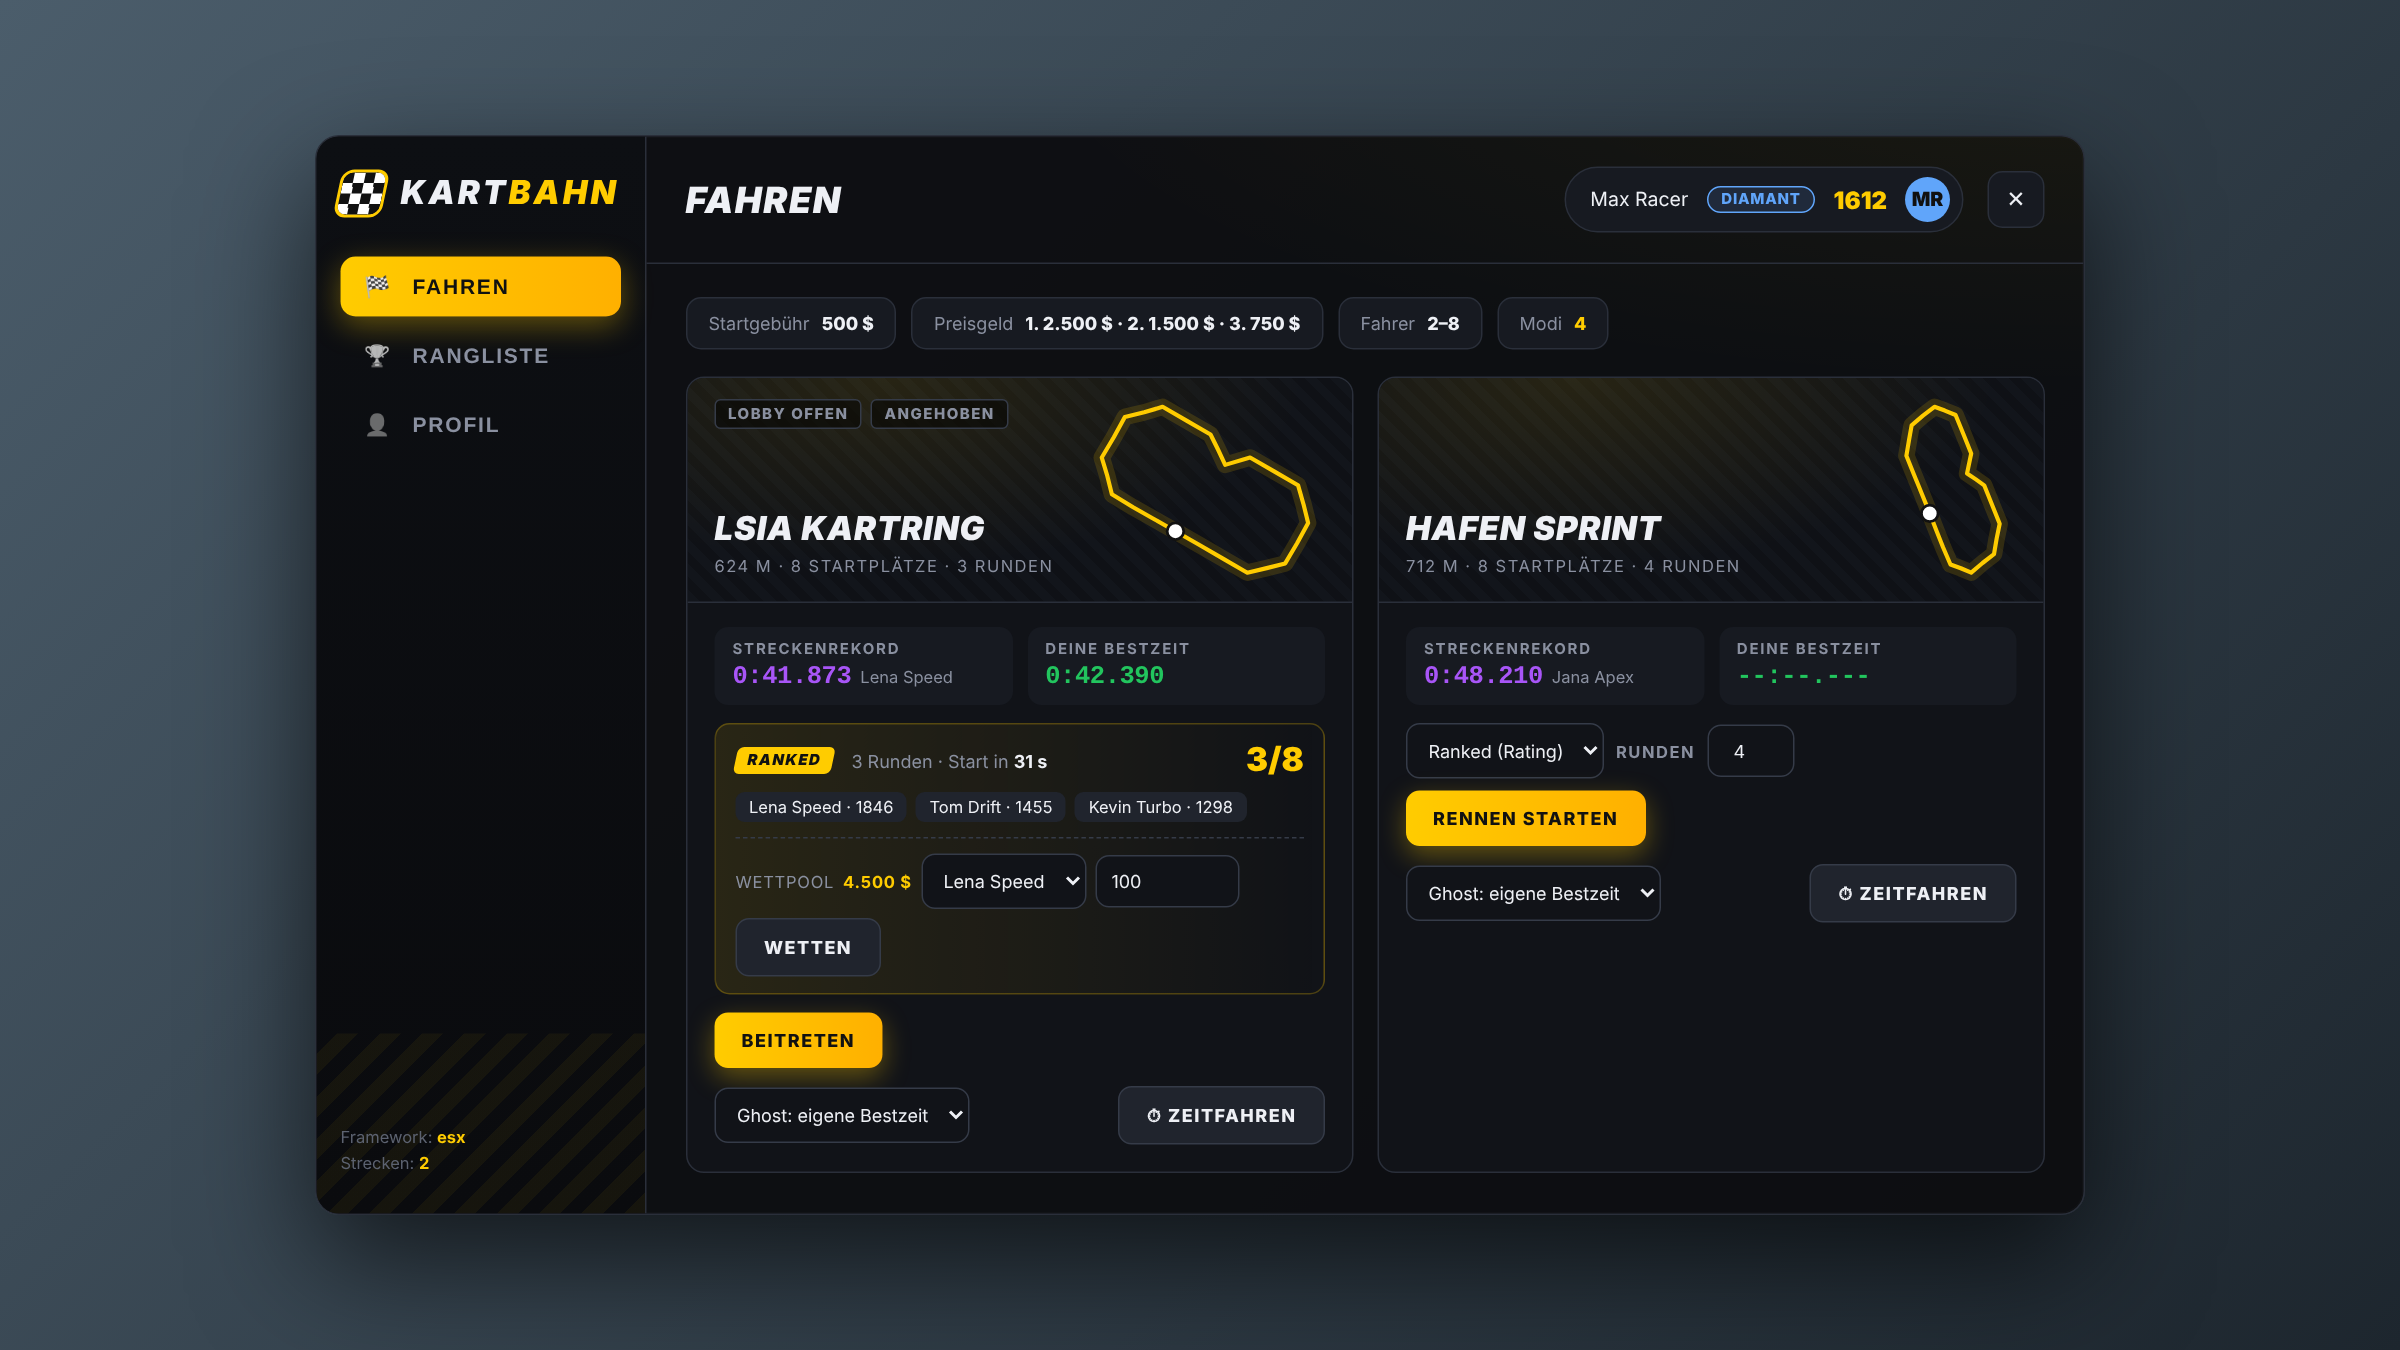 KARTBAHN
FAHREN
RANGLISTE
PROFIL
Framework: esx
Strecken: 2
FAHREN
Max Racer DIAMANT 1612 MR ✕
Startgebühr 500 $ Preisgeld 1. 2.500 $ · 2. 1.500 $ · 3. 750 $ Fahrer 2–8 Modi 4
LOBBY OFFEN ANGEHOBEN
LSIA KARTRING
624 M · 8 STARTPLÄTZE · 3 RUNDEN
STRECKENREKORD
0:41.873 Lena Speed
DEINE BESTZEIT
0:42.390
RANKED 3 Runden · Start in 31 s 3/8
Lena Speed · 1846 Tom Drift · 1455 Kevin Turbo · 1298
WETTPOOL 4.500 $ Lena Speed 100
WETTEN
BEITRETEN
Ghost: eigene Bestzeit ⏱ ZEITFAHREN
HAFEN SPRINT
712 M · 8 STARTPLÄTZE · 4 RUNDEN
STRECKENREKORD
0:48.210 Jana Apex
DEINE BESTZEIT
--:--.---
Ranked (Rating) RUNDEN 4
RENNEN STARTEN
Ghost: eigene Bestzeit ⏱ ZEITFAHREN